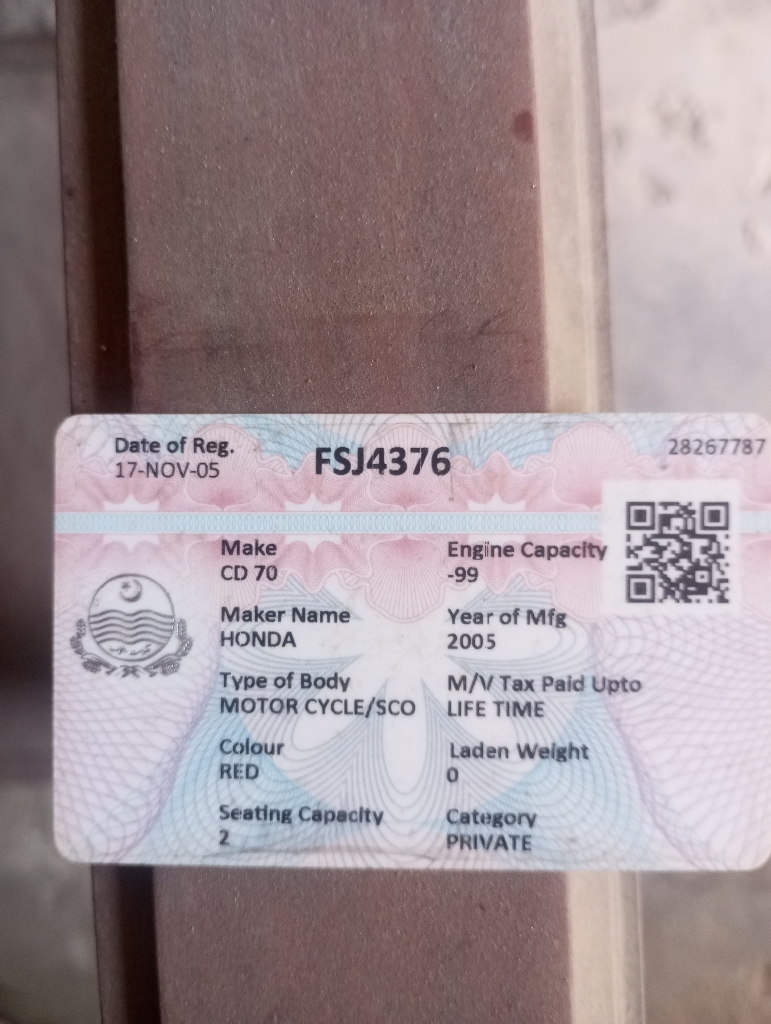 Date of Reg.
17-NOV-05
FSJ4376
28267787
Make
CD 70
Engine Capacity
-99
Maker Name
HONDA
Year of Mfg
2005
Type of Body
MOTOR CYCLE/SCO
M/V Tax Paid Upto
LIFE TIME
Colour
RED
Laden Weight
0
Seating Capacity
2
Category
PRIVATE